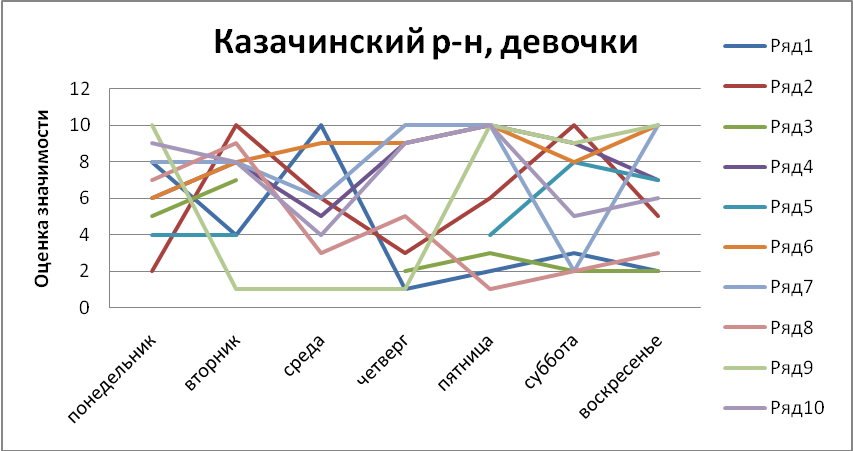 Казачинский р-н, девочки
Оценка значимости
12
10
8
6
4
2
0
понедельник
вторник
среда
четверг
пятница
суббота
воскресенье
Ряд1
Ряд2
Ряд3
Ряд4
Ряд5
Ряд6
Ряд7
Ряд8
Ряд9
Ряд10